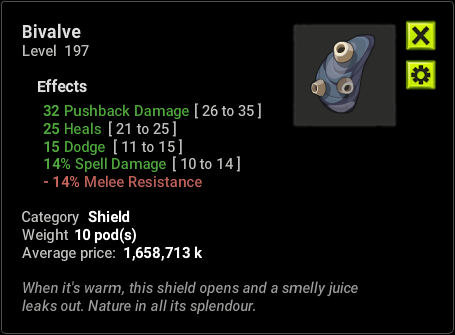 Bivalve
Level 197
Effects
32 Pushback Damage [ 26 to 35 ]
25 Heals [ 21 to 25 ]
15 Dodge [ 11 to 15 ]
14% Spell Damage [ 10 to 14 ]
- 14% Melee Resistance
Category Shield
Weight 10 pod(s)
Average price: 1,658,713 k
When it's warm, this shield opens and a smelly juice
leaks out. Nature in all its splendour.